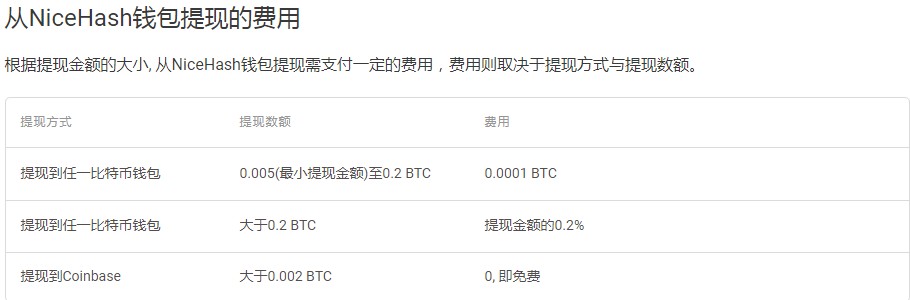 从NiceHash钱包提现的费用
根据提现金额的大小, 从NiceHash钱包提现需支付一定的费用，费用则取决于提现方式与提现数额。
提现方式 提现数额 费用
提现到任一比特币钱包 0.005(最小提现金额)至0.2 BTC 0.0001 BTC
提现到任一比特币钱包 大于0.2 BTC 提现金额的0.2%
提现到Coinbase 大于0.002 BTC 0, 即免费